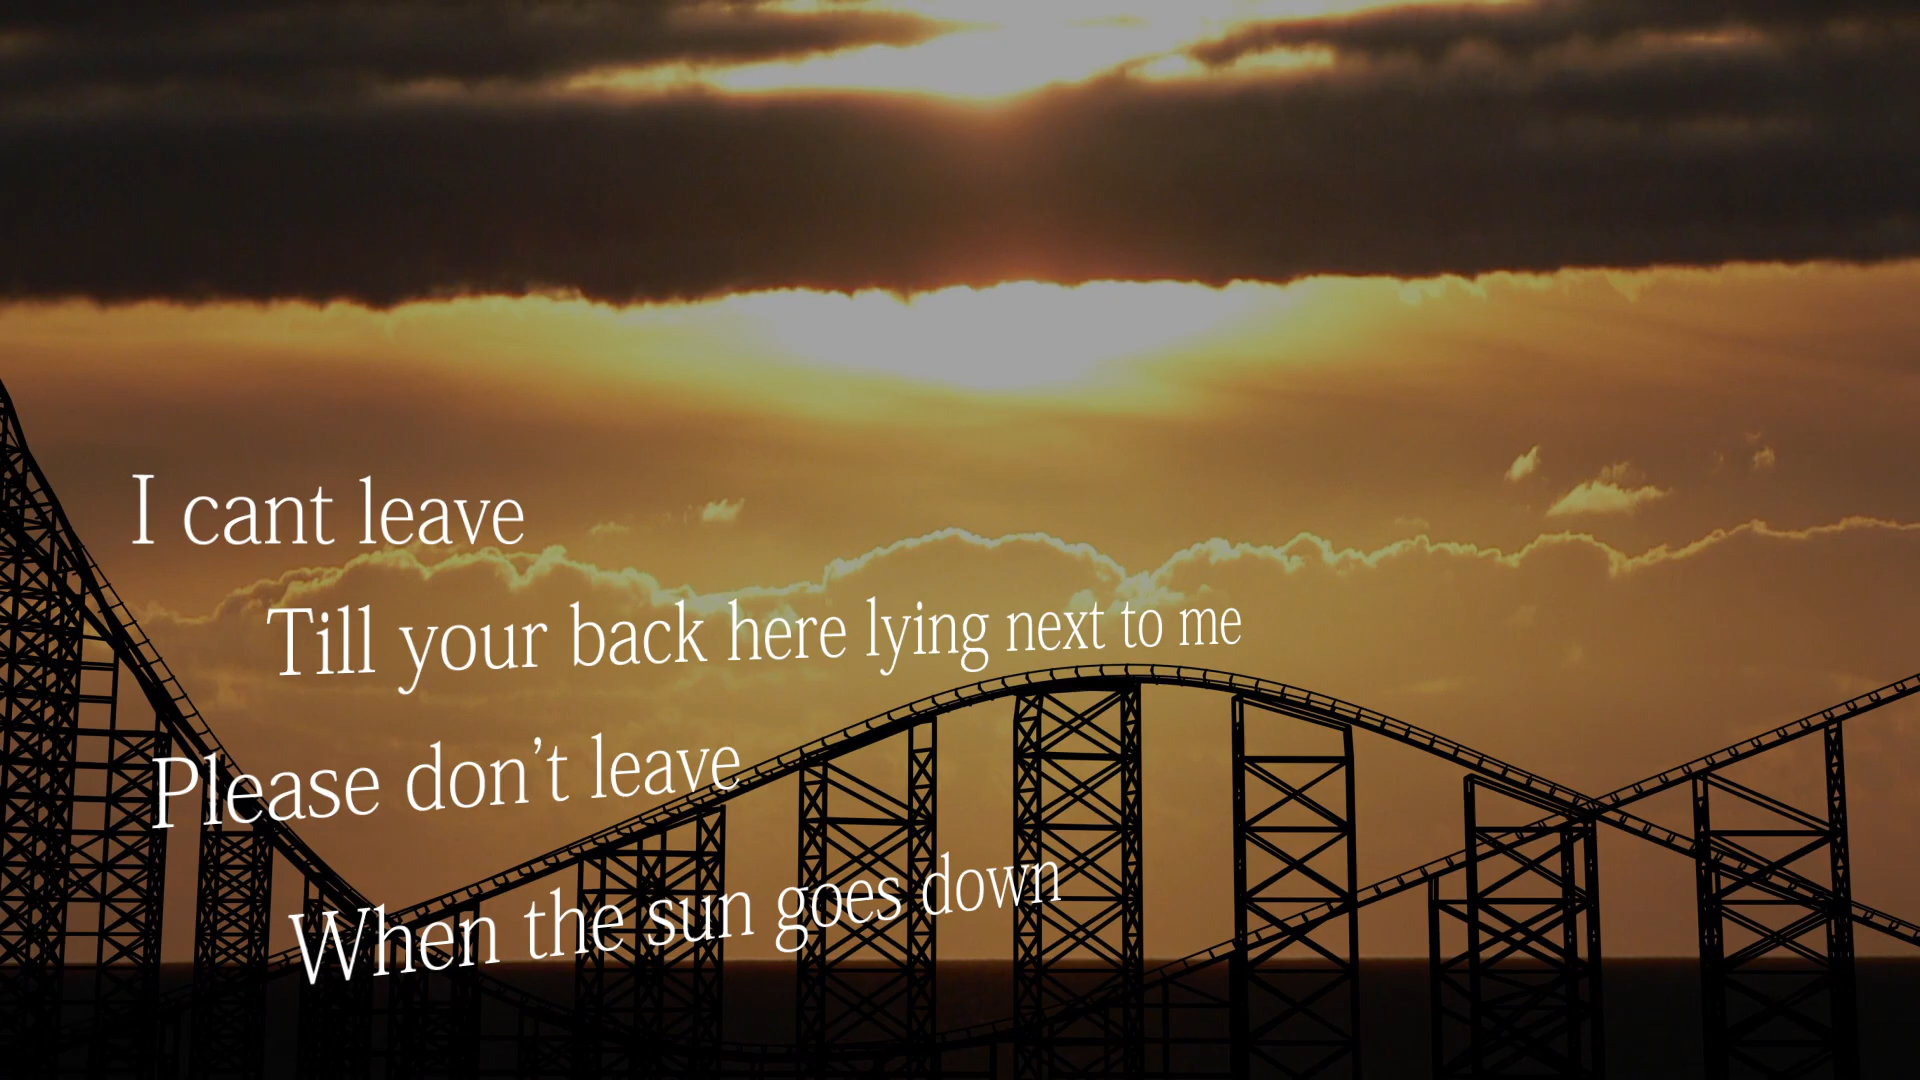 I cant leave
Till your back here lying next to me
Please don't leave
When the sun goes down